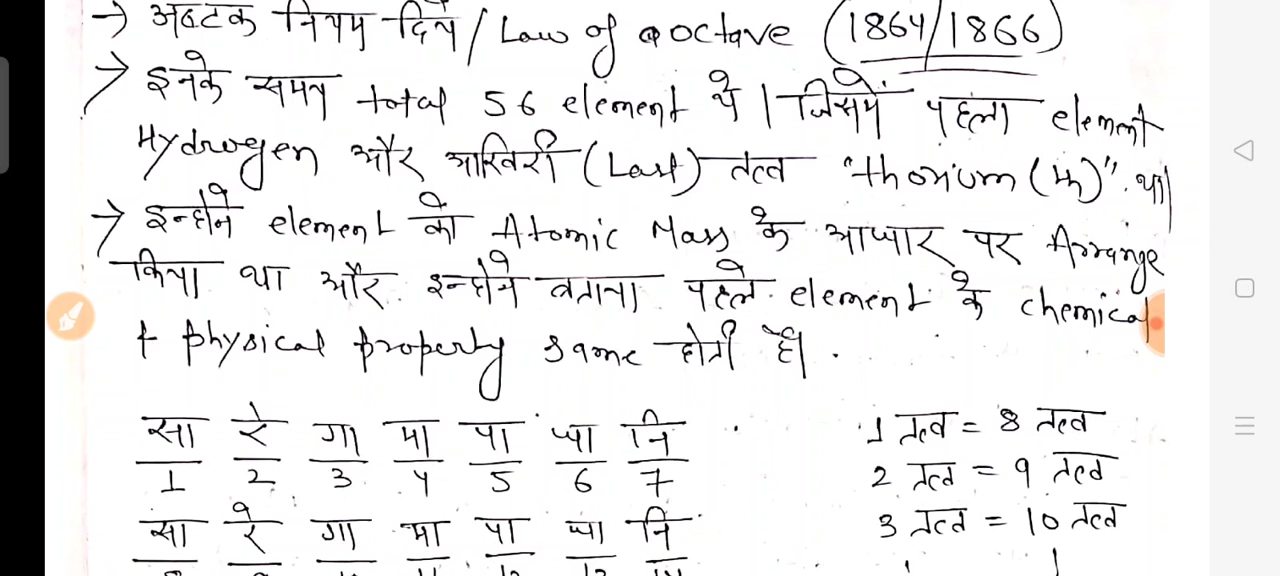 → अष्टक नियम दिये / Law of octave (1864/1866)
→ इनके समय total 56 element थे । जिसमें पहला element
Hydrogen और आखिरी (Last) तत्व "thorium (Th)" था।
→ इन्होंने element को Atomic Mass के आधार पर Arrange
किया था और इन्होंने बताया पहले element के chemical
+ physical property same होती है।
सा रे गा मा पा धा नि
1 2 3 4 5 6 7
सा रे गा मा पा धा नि
1 तत्व = 8 तत्व
2 तत्व = 9 तत्व
3 तत्व = 10 तत्व